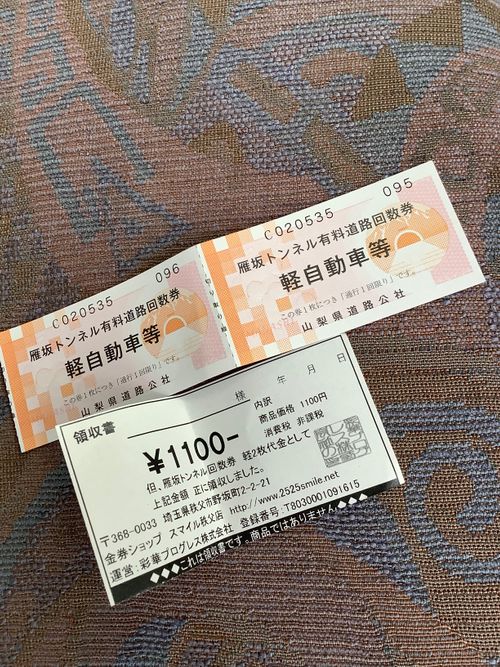 C020535 095
雁坂トンネル有料道路回数券
軽自動車等
この券1枚につき「通行1回限り」です。
山梨県道路公社
切り取り線
C020535 096
雁坂トンネル有料道路回数券
軽自動車等
この券1枚につき「通行1回限り」です。
山梨県道路公社
領収書 様 年 月 日
¥1100-
内訳
商品価格 1100円
消費税 非課税
但、雁坂トンネル回数券 軽2枚代金として
上記金額 正に領収しました。
〒368-0033 埼玉県秩父市野坂町2-2-21
金券ショップ スマイル秩父店 http://www.2525smile.net
運営:彩華プログレス株式会社 登録番号:T8030001091615
◆◆◆これは領収書です。商品ではありません◆◆◆